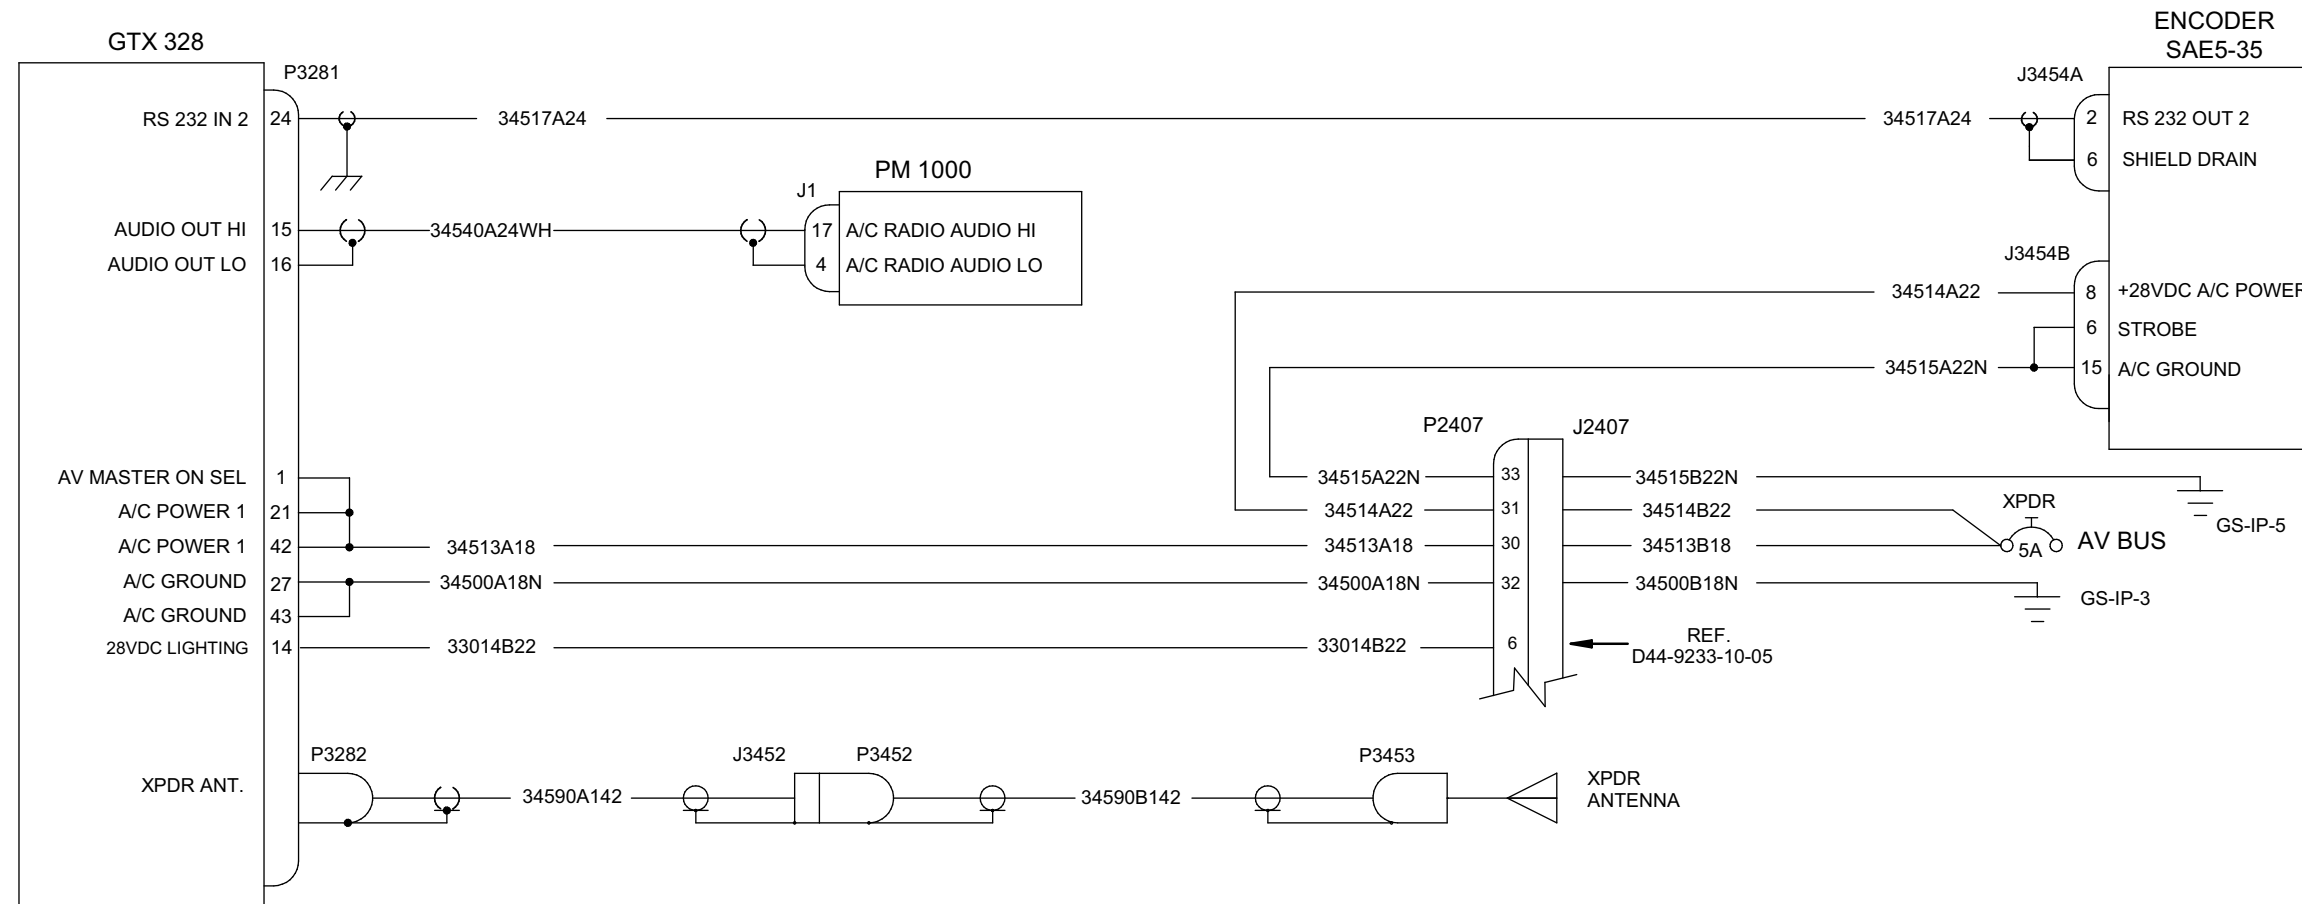 ENCODER
SAE5-35
GTX 328
P3281
J3454A
RS 232 IN 2 24 34517A24 34517A24 2 RS 232 OUT 2
6 SHIELD DRAIN
PM 1000
J1
AUDIO OUT HI 15 34540A24WH 17 A/C RADIO AUDIO HI
AUDIO OUT LO 16 4 A/C RADIO AUDIO LO
J3454B
34514A22 8 +28VDC A/C POWER
6 STROBE
34515A22N 15 A/C GROUND
P2407 J2407
AV MASTER ON SEL 1 34515A22N 33 34515B22N
A/C POWER 1 21 34514A22 31 34514B22 XPDR GS-IP-5
A/C POWER 1 42 34513A18 34513A18 30 34513B18 5A AV BUS
A/C GROUND 27 34500A18N 34500A18N 32 34500B18N GS-IP-3
A/C GROUND 43
28VDC LIGHTING 14 33014B22 33014B22 6 REF.
D44-9233-10-05
P3282 J3452 P3452 P3453
XPDR ANT. 34590A142 34590B142 XPDR
ANTENNA